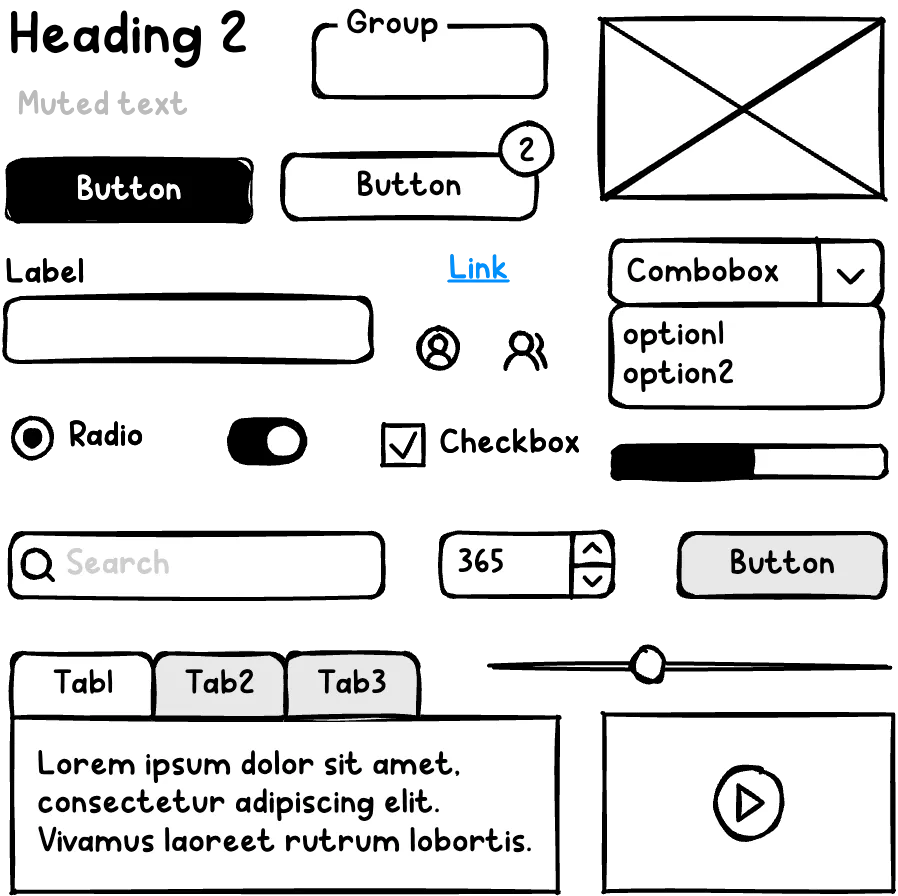 Heading 2
Group
Muted text
Button
Button
2
Label
Link
Combobox
option1
option2
Radio
Checkbox
Search
365
Button
Tab1
Tab2
Tab3
Lorem ipsum dolor sit amet,
consectetur adipiscing elit.
Vivamus laoreet rutrum lobortis.